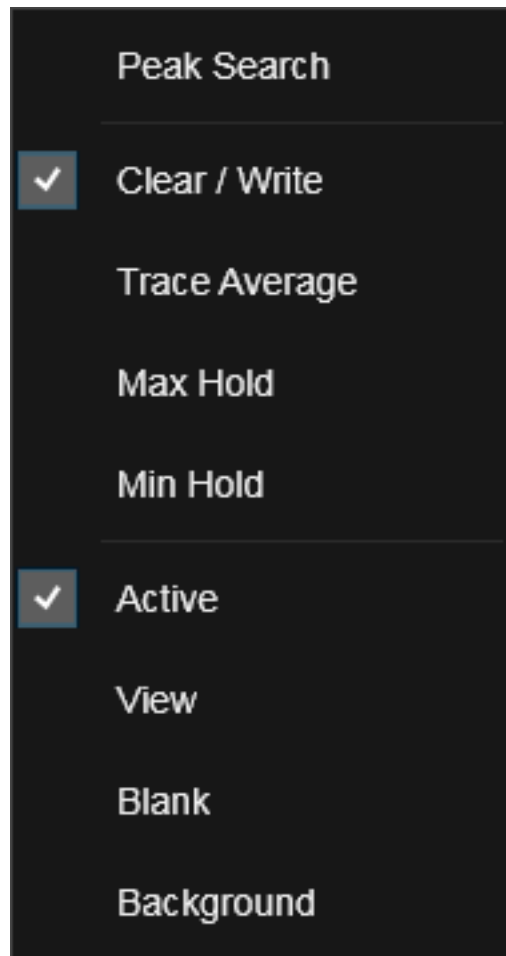 Peak Search
Clear / Write
Trace Average
Max Hold
Min Hold
Active
View
Blank
Background